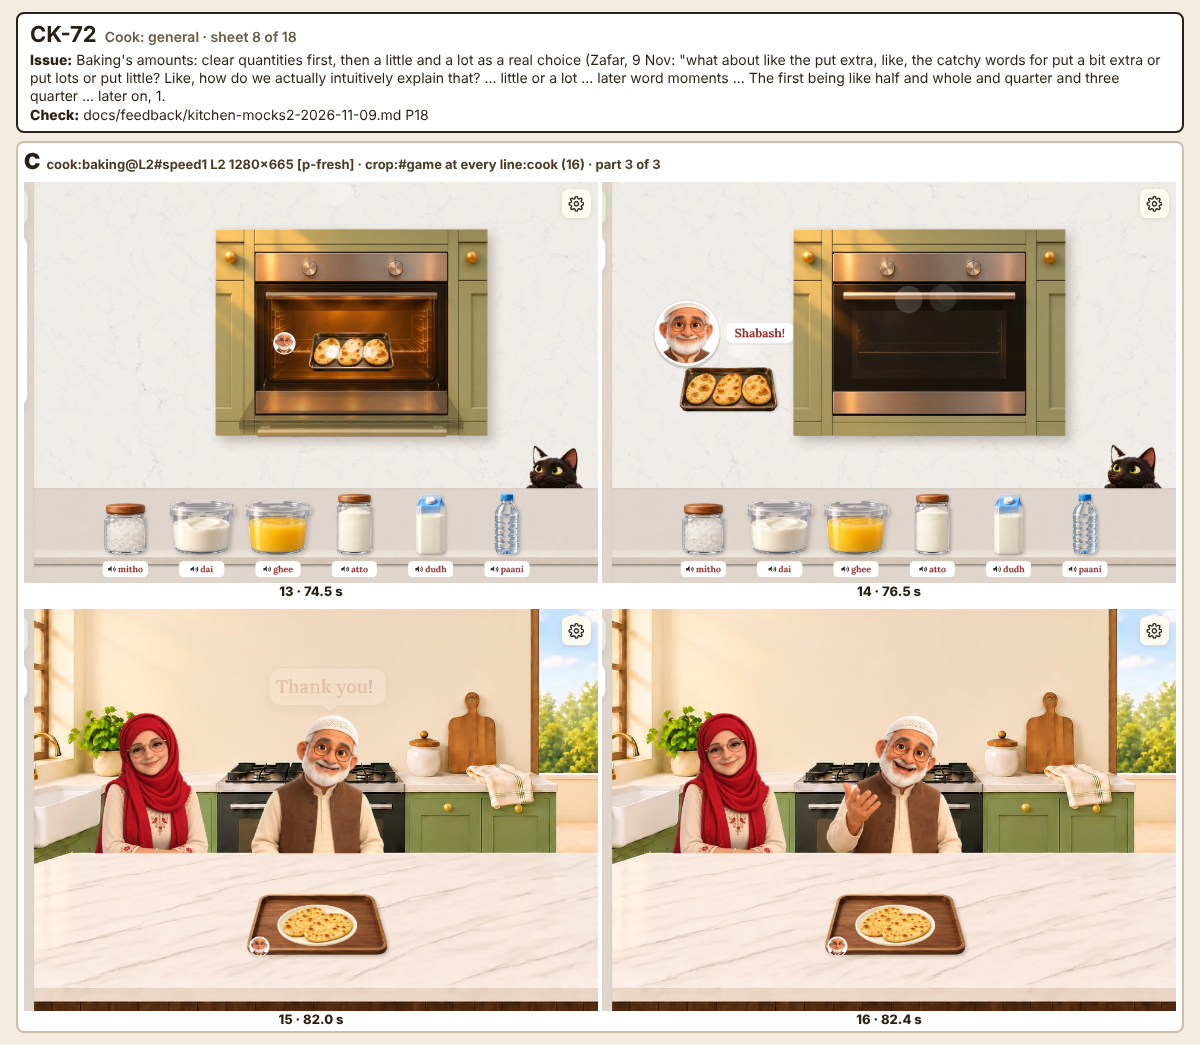 CK-72 Cook: general · sheet 8 of 18
Issue: Baking's amounts: clear quantities first, then a little and a lot as a real choice (Zafar, 9 Nov: "what about like the put extra, like, the catchy words for put a bit extra or
put lots or put little? Like, how do we actually intuitively explain that? ... little or a lot ... later word moments ... The first being like half and whole and quarter and three
quarter ... later on, 1.
Check: docs/feedback/kitchen-mocks2-2026-11-09.md P18
C cook:baking@L2#speed1 L2 1280×665 [p-fresh] · crop:#game at every line:cook (16) · part 3 of 3
Shabash!
mitho dai ghee atto dudh paani
mitho dai ghee atto dudh paani
13 · 74.5 s
14 · 76.5 s
Thank you!
15 · 82.0 s
16 · 82.4 s